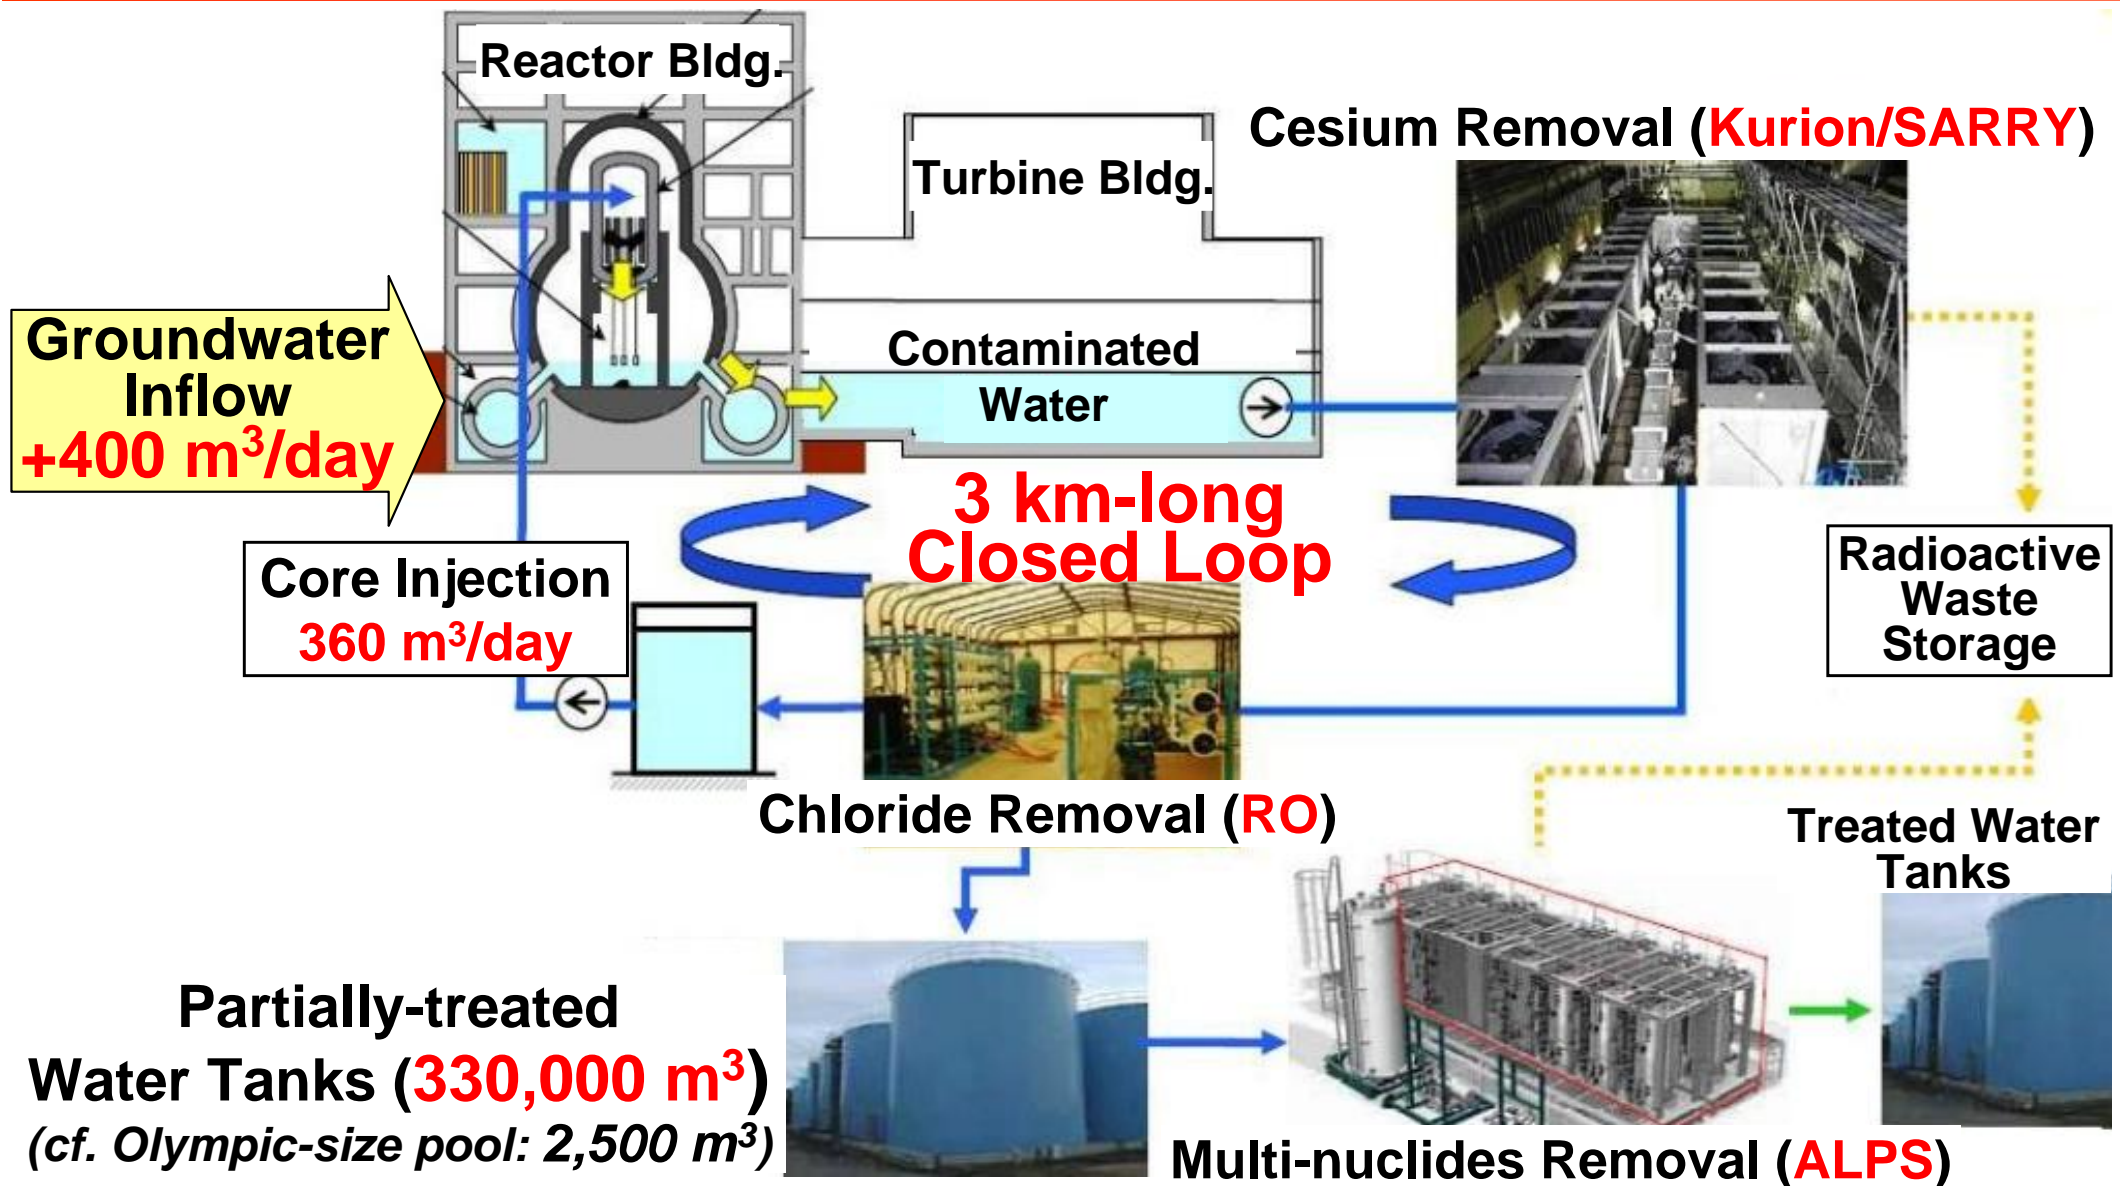 Reactor Bldg.
Cesium Removal (Kurion/SARRY)
Turbine Bldg.
Groundwater
Inflow
+400 m³/day
Contaminated
Water
3 km-long
Closed Loop
Core Injection
360 m³/day
Radioactive
Waste
Storage
Chloride Removal (RO)
Treated Water
Tanks
Partially-treated
Water Tanks (330,000 m³)
(cf. Olympic-size pool: 2,500 m³)
Multi-nuclides Removal (ALPS)